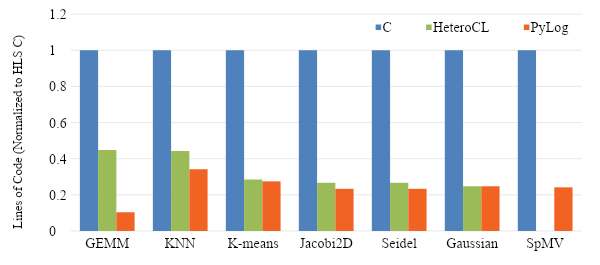 Lines of Code (Normalized to HLS C)
1.2
1
0.8
0.6
0.4
0.2
0
C HeteroCL PyLog
GEMM KNN K-means Jacobi2D Seidel Gaussian SpMV